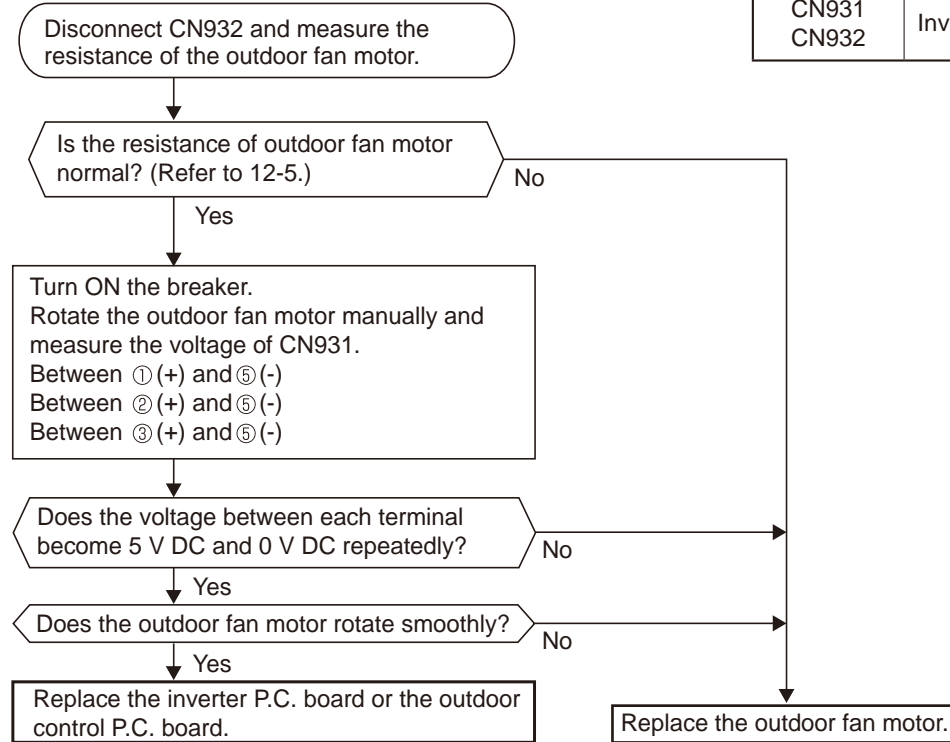 Disconnect CN932 and measure the
resistance of the outdoor fan motor.
CN931
CN932
Inv
Is the resistance of outdoor fan motor
normal? (Refer to 12-5.)
No
Yes
Turn ON the breaker.
Rotate the outdoor fan motor manually and
measure the voltage of CN931.
Between ① (+) and ⑤ (-)
Between ② (+) and ⑤ (-)
Between ③ (+) and ⑤ (-)
Does the voltage between each terminal
become 5 V DC and 0 V DC repeatedly?
No
Yes
Does the outdoor fan motor rotate smoothly?
No
Yes
Replace the inverter P.C. board or the outdoor
control P.C. board.
Replace the outdoor fan motor.